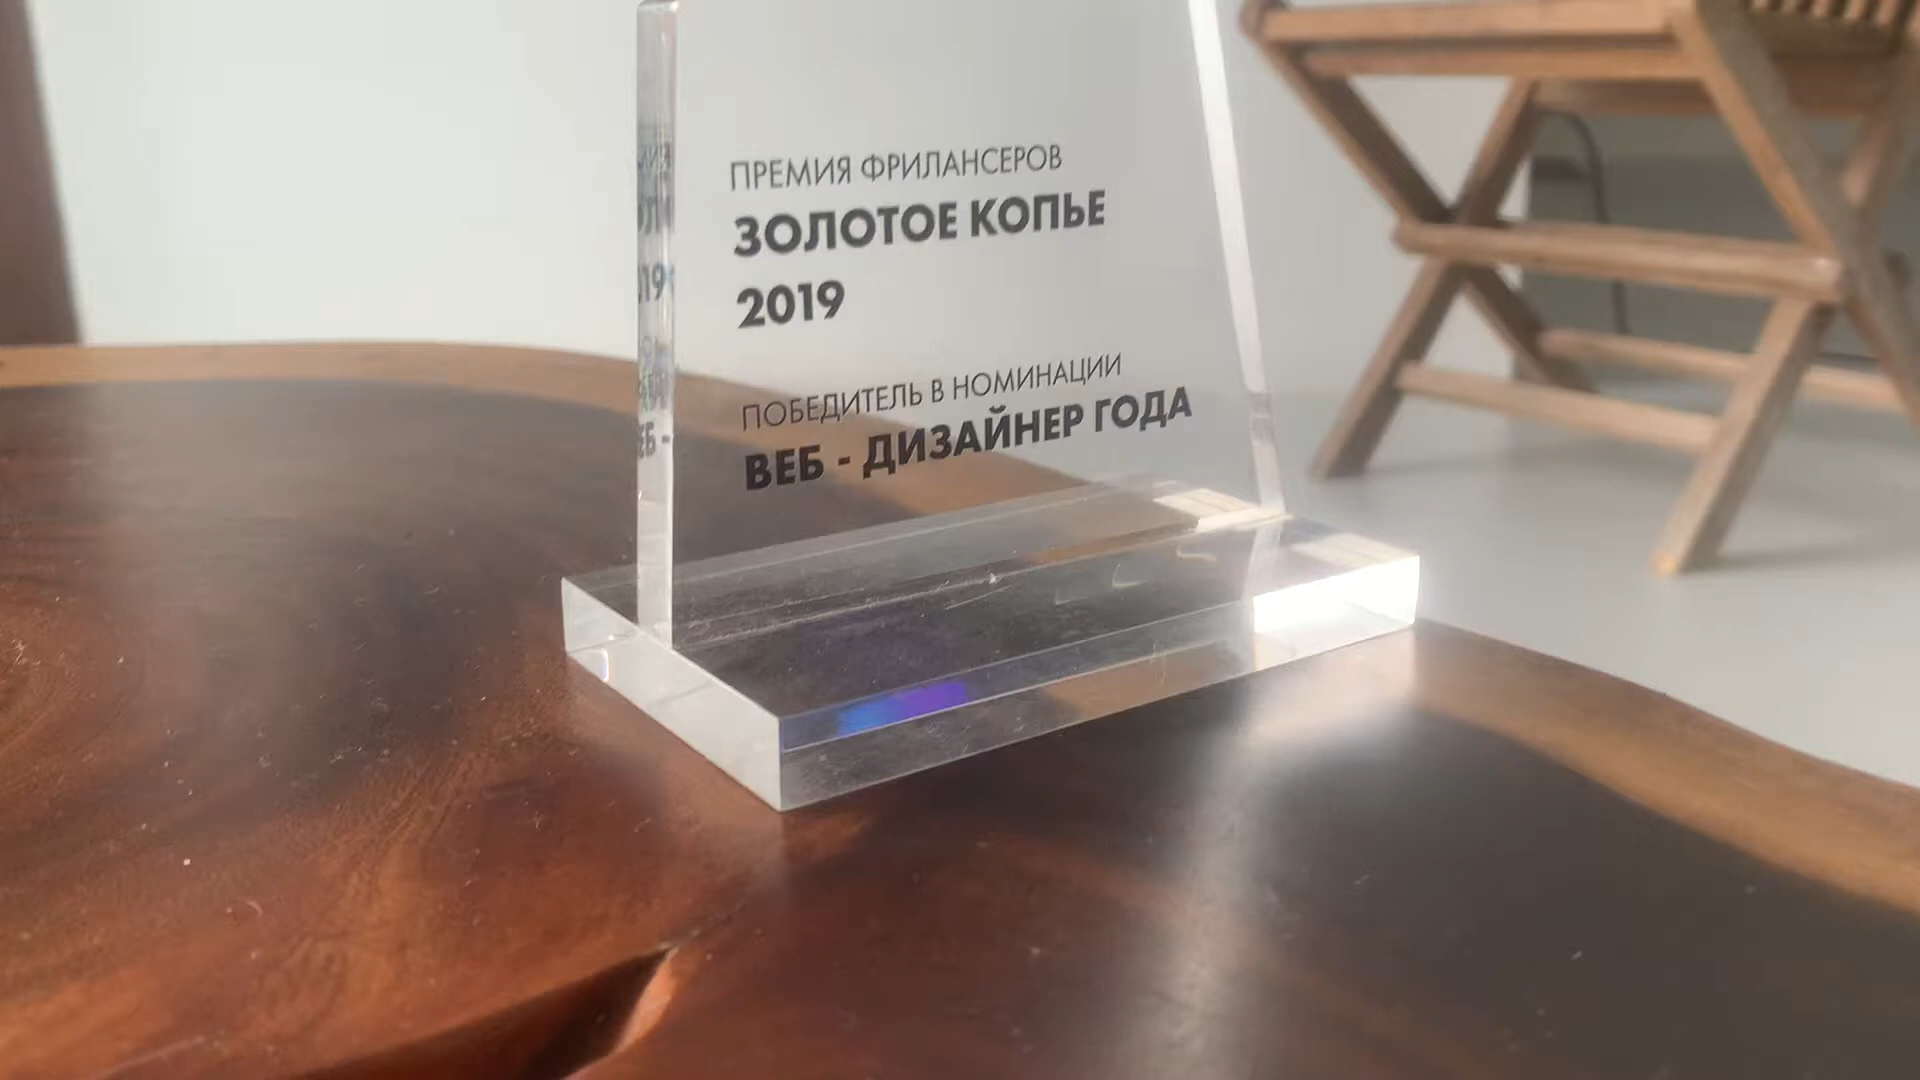 ПРЕМИЯ ФРИЛАНСЕРОВ
ЗОЛОТОЕ КОПЬЕ
2019
ПОБЕДИТЕЛЬ В НОМИНАЦИИ
ВЕБ - ДИЗАЙНЕР ГОДА